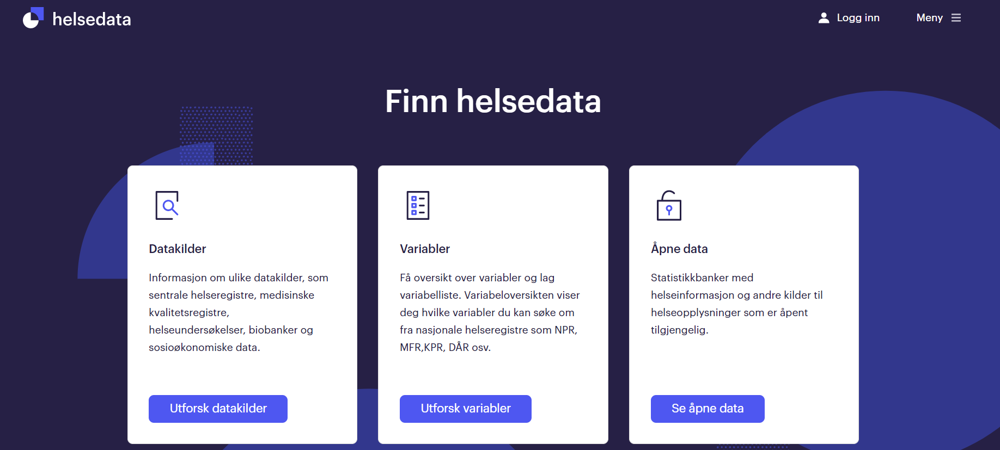 helsedata
Logg inn
Meny
Finn helsedata
Datakilder
Informasjon om ulike datakilder, som
sentrale helseregistre, medisinske
kvalitetsregistre,
helseundersøkelser, biobanker og
sosioøkonomiske data.
Utforsk datakilder
Variabler
Få oversikt over variabler og lag
variabelliste. Variabeloversikten viser
deg hvilke variabler du kan søke om
fra nasjonale helseregistre som NPR,
MFR,KPR, DÅR osv.
Utforsk variabler
Åpne data
Statistikkbanker med
helseinformasjon og andre kilder til
helseopplysninger som er åpent
tilgjengelig.
Se åpne data